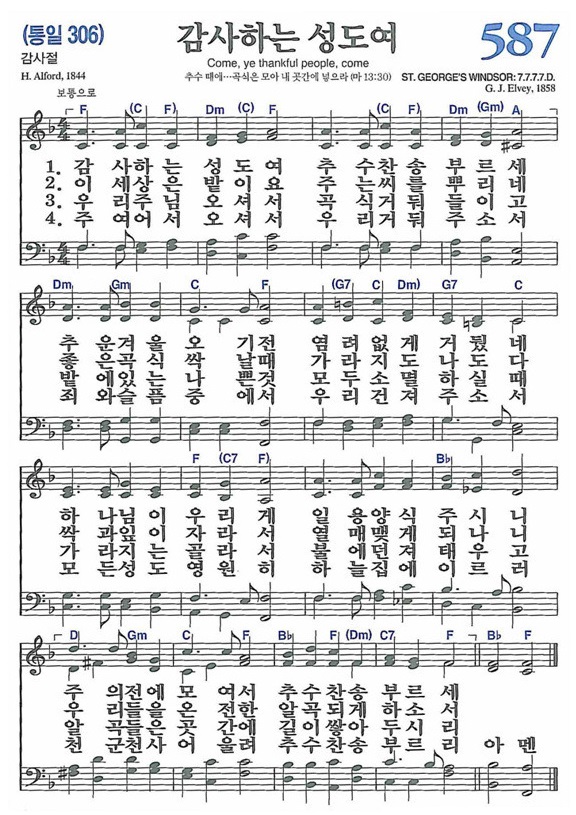 (통일 306)
감사하는 성도여
587
감사절
Come, ye thankful people, come
H. Alford, 1844
추수 때에…곡식은 모아 내 곳간에 넣으라 (마 13:30)
ST. GEORGE'S WINDSOR: 7.7.7.7.D.
G. J. Elvey, 1858
보통으로
F (C F) Dm (C) F (C F) Dm (Gm) A
1. 감 사 하 는 성 도 여 추 수 찬 송 부 르 세
2. 이 세 상 은 밭 이 요 주 는 씨 를 뿌 리 네
3. 우 리 주 님 오 셔 서 곡 식 거 둬 들 이 고
4. 주 여 어 서 오 셔 서 우 리 거 둬 주 소 서
Dm Gm C F (G7 C Dm) G7 C
추 운 겨 울 오 기 전 염 려 없 게 거 뒀 네
좋 은 곡 식 싹 날 때 가 라 지 도 나 도 다
밭 에 있 는 나 쁜 것 모 두 소 멸 하 실 때
죄 와 슬 픔 중 에 서 우 리 건 져 주 소 서
F (C7 F) B♭
하 나 님 이 우 리 게 일 용 양 식 주 시 니
싹 과 잎 이 자 라 서 열 매 맺 게 되 나 니
가 라 지 는 골 라 서 불 에 던 져 태 우 고
모 든 성 도 영 원 히 하 늘 집 에 이 르 러
D Gm C F B♭ F (Dm) C7 F B♭ F
주 의 전 에 모 여 서 추 수 찬 송 부 르 세
우 리 들 을 온 전 한 알 곡 되 게 하 소 서
알 곡 들 은 곳 간 에 길 이 쌓 아 두 시 리
천 군 천 사 어 울 려 추 수 찬 송 부 르 리 아 멘